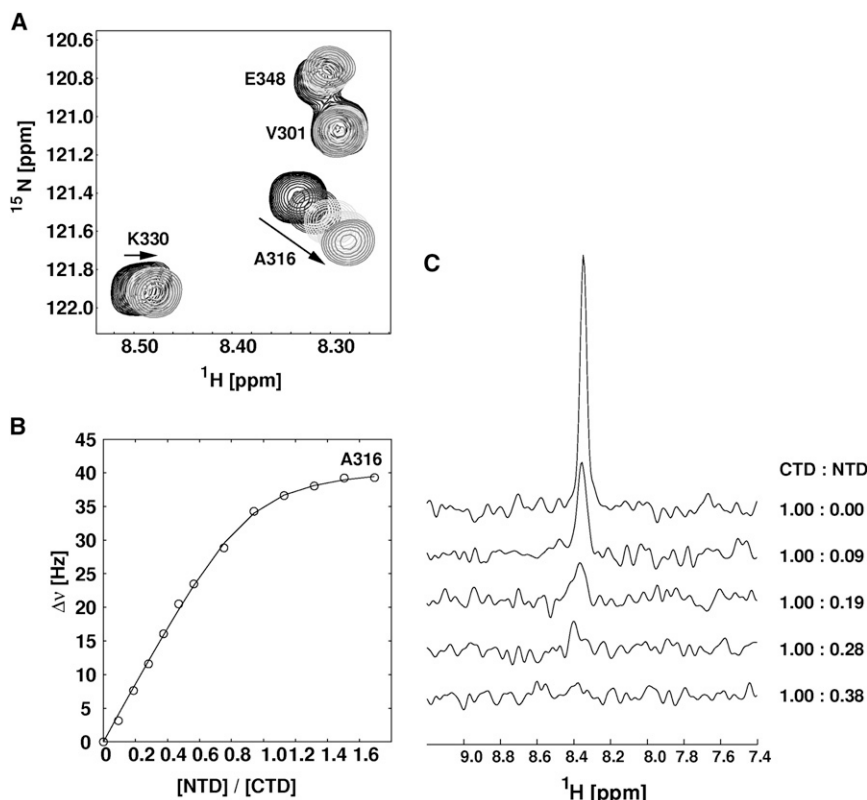 A
120.6
120.8
121.0
121.2
121.4
121.6
121.8
122.0
15N [ppm]
E348
V301
K330
A316
8.50
8.40
8.30
1H [ppm]
B
45
40
35
30
25
20
15
10
5
0
Δν [Hz]
A316
0.2 0.4 0.6 0.8 1.0 1.2 1.4 1.6
[NTD] / [CTD]
C
CTD : NTD
1.00 : 0.00
1.00 : 0.09
1.00 : 0.19
1.00 : 0.28
1.00 : 0.38
9.0 8.8 8.6 8.4 8.2 8.0 7.8 7.6 7.4
1H [ppm]